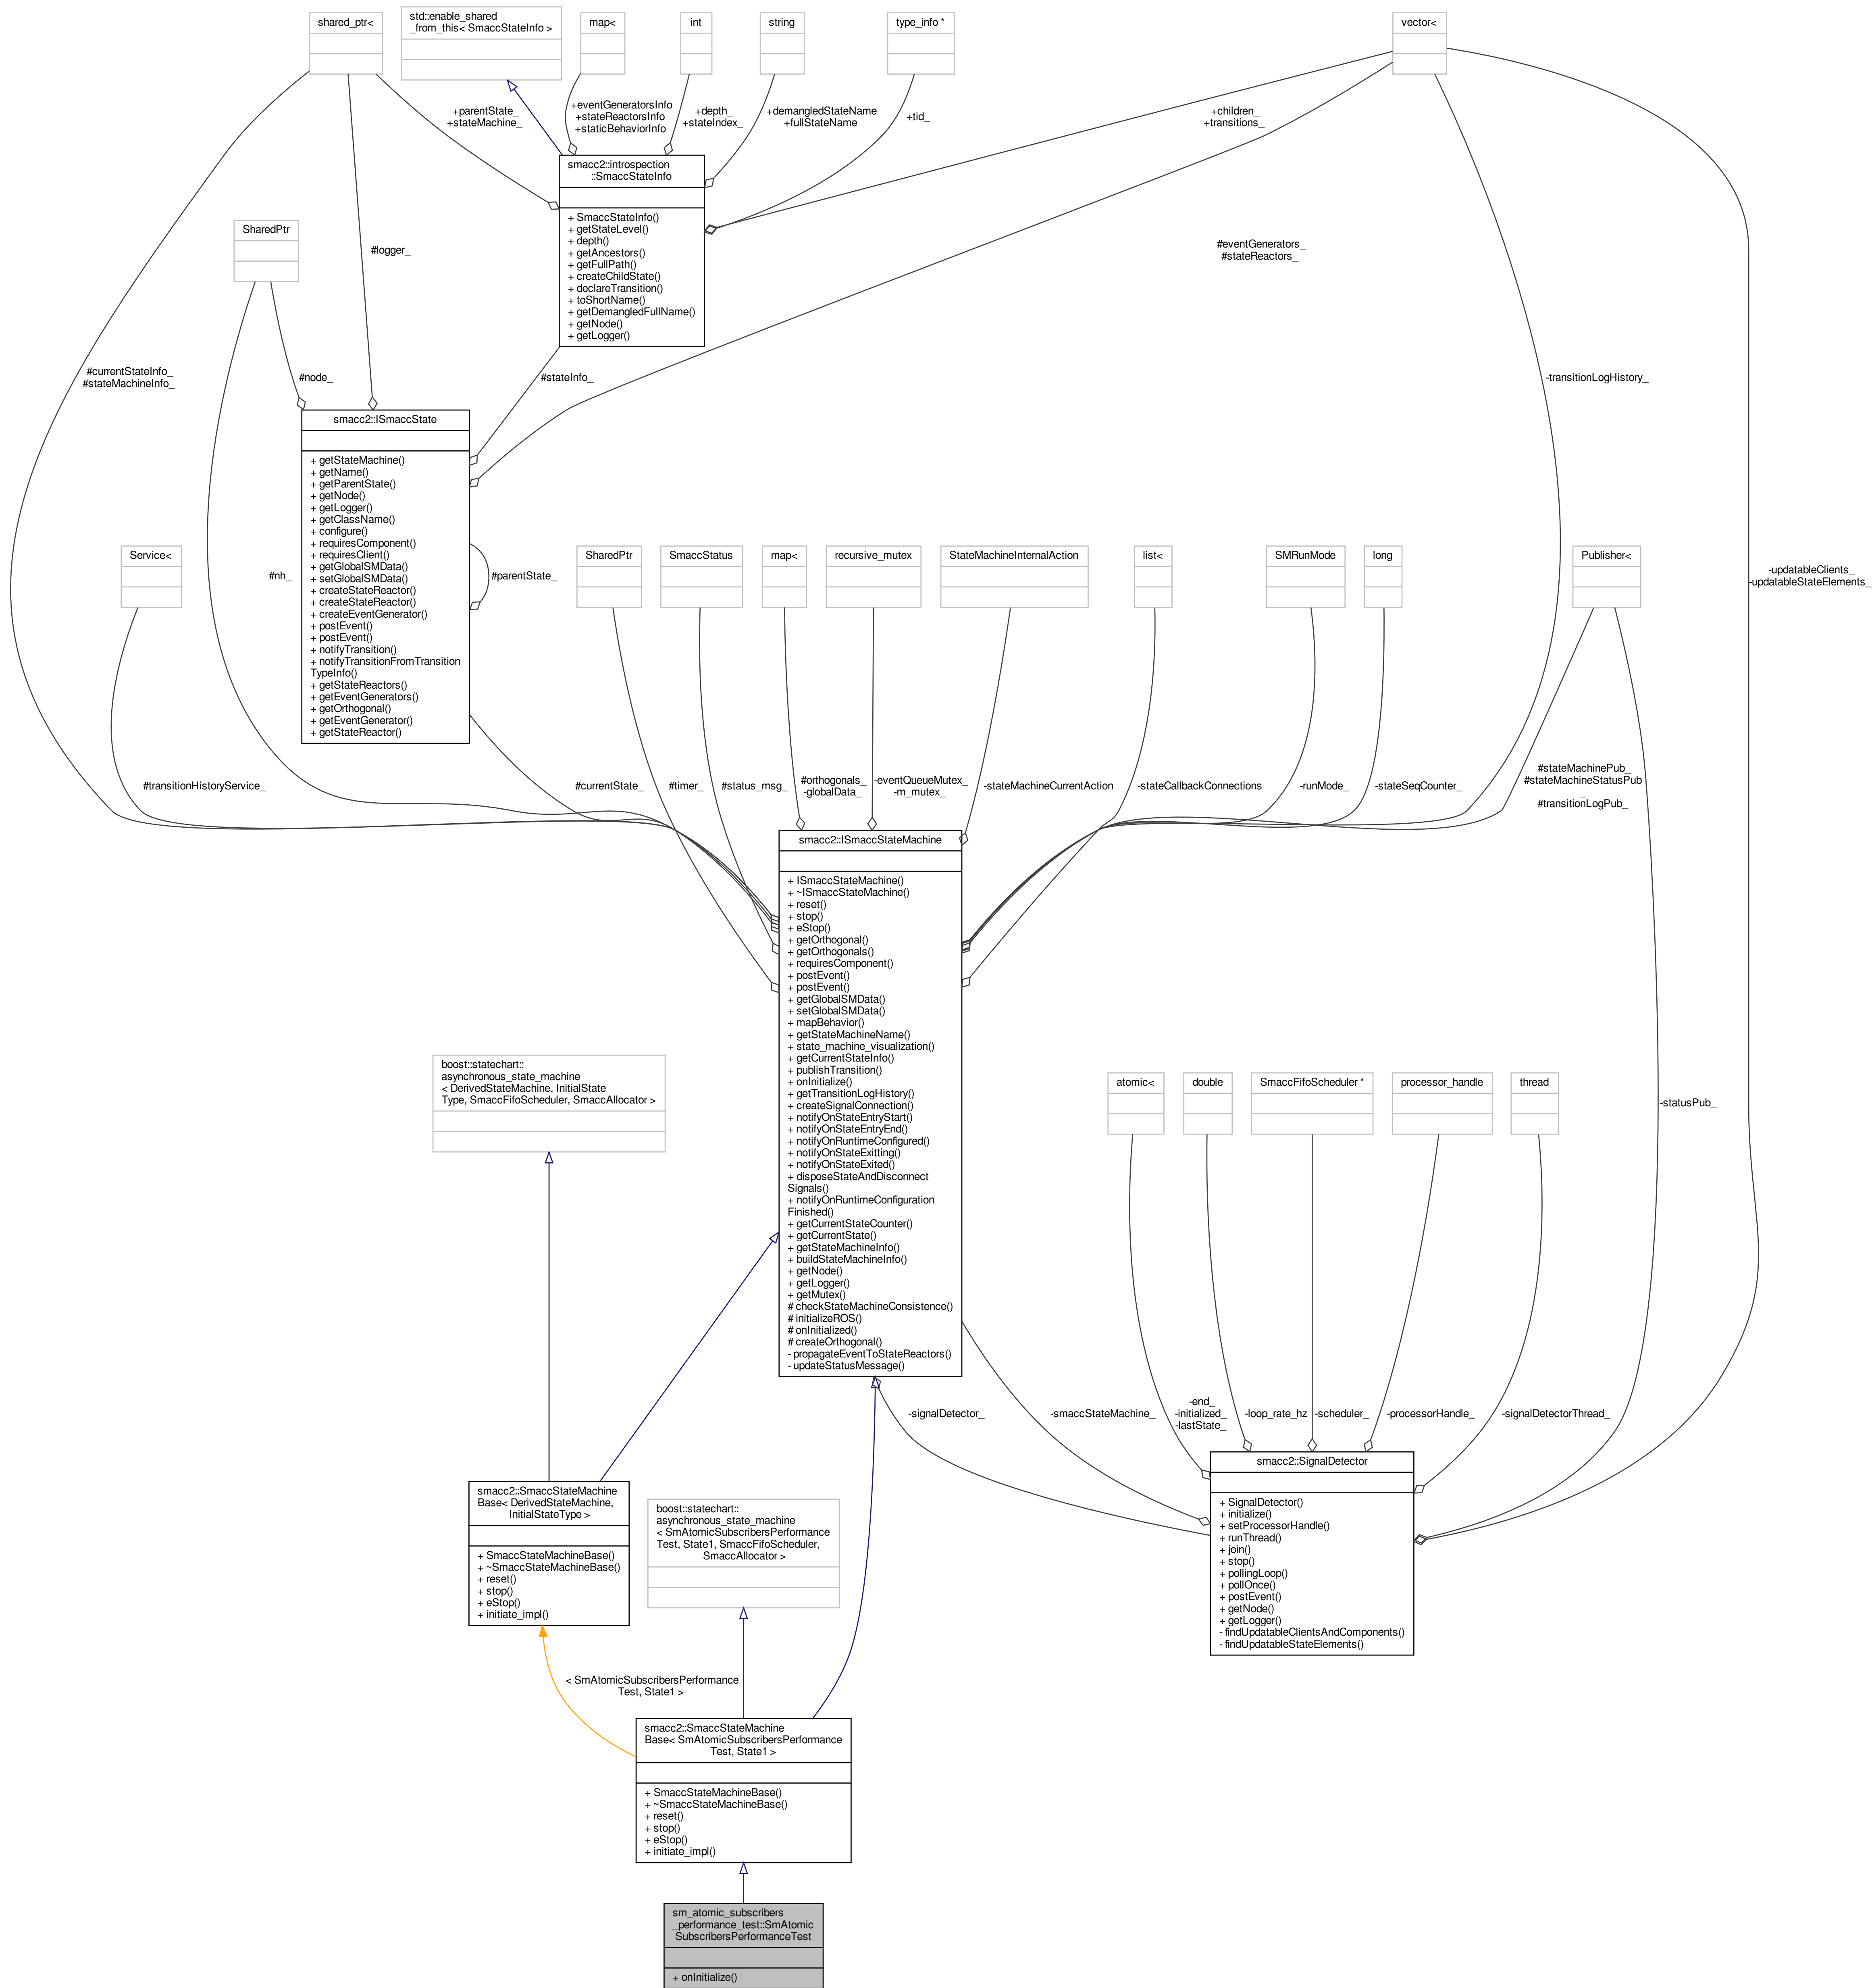 shared_ptr<
std::enable_shared
_from_this< SmaccStateInfo >
map<
int
string
type_info *
vector<
+parentState_
+stateMachine_
+eventGeneratorsInfo
+stateReactorsInfo
+staticBehaviorInfo
+depth_
+stateIndex_
+demangledStateName
+fullStateName
+tid_
+children_
+transitions_
smacc2::introspection
::SmaccStateInfo
+ SmaccStateInfo()
+ getStateLevel()
+ depth()
+ getAncestors()
+ getFullPath()
+ createChildState()
+ declareTransition()
+ toShortName()
+ getDemangledFullName()
+ getNode()
+ getLogger()
SharedPtr
#logger_
#eventGenerators_
#stateReactors_
#currentStateInfo_
#stateMachineInfo_
#node_
#stateInfo_
-transitionLogHistory_
smacc2::ISmaccState
+ getStateMachine()
+ getName()
+ getParentState()
+ getNode()
+ getLogger()
+ getClassName()
+ configure()
+ requiresComponent()
+ requiresClient()
+ getGlobalSMData()
+ setGlobalSMData()
+ createStateReactor()
+ createStateReactor()
+ createEventGenerator()
+ postEvent()
+ postEvent()
+ notifyTransition()
+ notifyTransitionFromTransition
TypeInfo()
+ getStateReactors()
+ getEventGenerators()
+ getOrthogonal()
+ getEventGenerator()
+ getStateReactor()
Service<
#nh_
#parentState_
SharedPtr
SmaccStatus
map<
recursive_mutex
StateMachineInternalAction
list<
SMRunMode
long
Publisher<
-updatableClients_
-updatableStateElements_
#transitionHistoryService_
#currentState_
#timer_
#status_msg_
#orthogonals_
-globalData_
-eventQueueMutex_
-m_mutex_
-stateMachineCurrentAction
-stateCallbackConnections
-runMode_
-stateSeqCounter_
#stateMachinePub_
#stateMachineStatusPub
_
#transitionLogPub_
smacc2::ISmaccStateMachine
+ ISmaccStateMachine()
+ ~ISmaccStateMachine()
+ reset()
+ stop()
+ eStop()
+ getOrthogonal()
+ getOrthogonals()
+ requiresComponent()
+ postEvent()
+ postEvent()
+ getGlobalSMData()
+ setGlobalSMData()
+ mapBehavior()
+ getStateMachineName()
+ state_machine_visualization()
+ getCurrentStateInfo()
+ publishTransition()
+ onInitialize()
+ getTransitionLogHistory()
+ createSignalConnection()
+ notifyOnStateEntryStart()
+ notifyOnStateEntryEnd()
+ notifyOnRuntimeConfigured()
+ notifyOnStateExitting()
+ notifyOnStateExited()
+ disposeStateAndDisconnect
Signals()
+ notifyOnRuntimeConfiguration
Finished()
+ getCurrentStateCounter()
+ getCurrentState()
+ getStateMachineInfo()
+ buildStateMachineInfo()
+ getNode()
+ getLogger()
+ getMutex()
# checkStateMachineConsistence()
# initializeROS()
# onInitialized()
# createOrthogonal()
- propagateEventToStateReactors()
- updateStatusMessage()
boost::statechart::
asynchronous_state_machine
< DerivedStateMachine, InitialState
Type, SmaccFifoScheduler, SmaccAllocator >
atomic<
double
SmaccFifoScheduler *
processor_handle
thread
-statusPub_
-signalDetector_
-smaccStateMachine_
-end_
-initialized_
-lastState_
-loop_rate_hz
-scheduler_
-processorHandle_
-signalDetectorThread_
smacc2::SignalDetector
+ SignalDetector()
+ initialize()
+ setProcessorHandle()
+ runThread()
+ join()
+ stop()
+ pollingLoop()
+ pollOnce()
+ postEvent()
+ getNode()
+ getLogger()
- findUpdatableClientsAndComponents()
- findUpdatableStateElements()
smacc2::SmaccStateMachine
Base< DerivedStateMachine,
InitialStateType >
+ SmaccStateMachineBase()
+ ~SmaccStateMachineBase()
+ reset()
+ stop()
+ eStop()
+ initiate_impl()
boost::statechart::
asynchronous_state_machine
< SmAtomicSubscribersPerformance
Test, State1, SmaccFifoScheduler,
SmaccAllocator >
< SmAtomicSubscribersPerformance
Test, State1 >
smacc2::SmaccStateMachine
Base< SmAtomicSubscribersPerformance
Test, State1 >
+ SmaccStateMachineBase()
+ ~SmaccStateMachineBase()
+ reset()
+ stop()
+ eStop()
+ initiate_impl()
sm_atomic_subscribers
_performance_test::SmAtomic
SubscribersPerformanceTest
+ onInitialize()